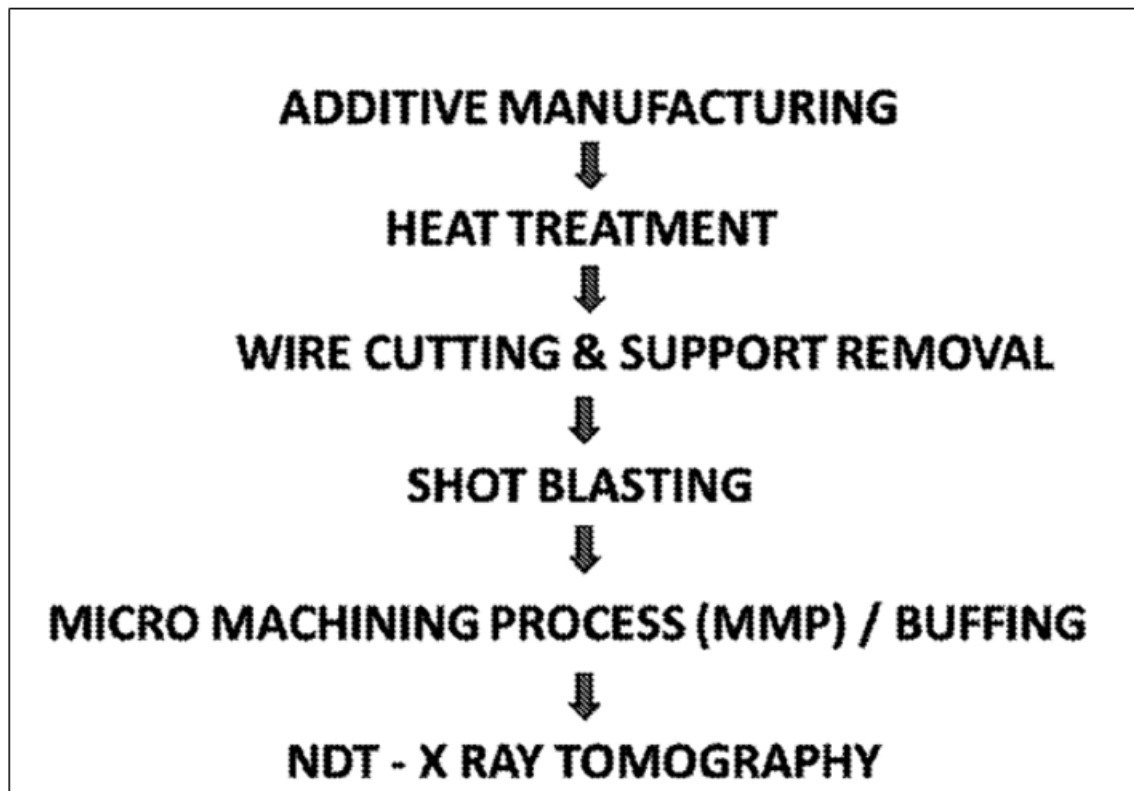 ADDITIVE MANUFACTURING
HEAT TREATMENT
WIRE CUTTING & SUPPORT REMOVAL
SHOT BLASTING
MICRO MACHINING PROCESS (MMP) / BUFFING
NDT - X RAY TOMOGRAPHY